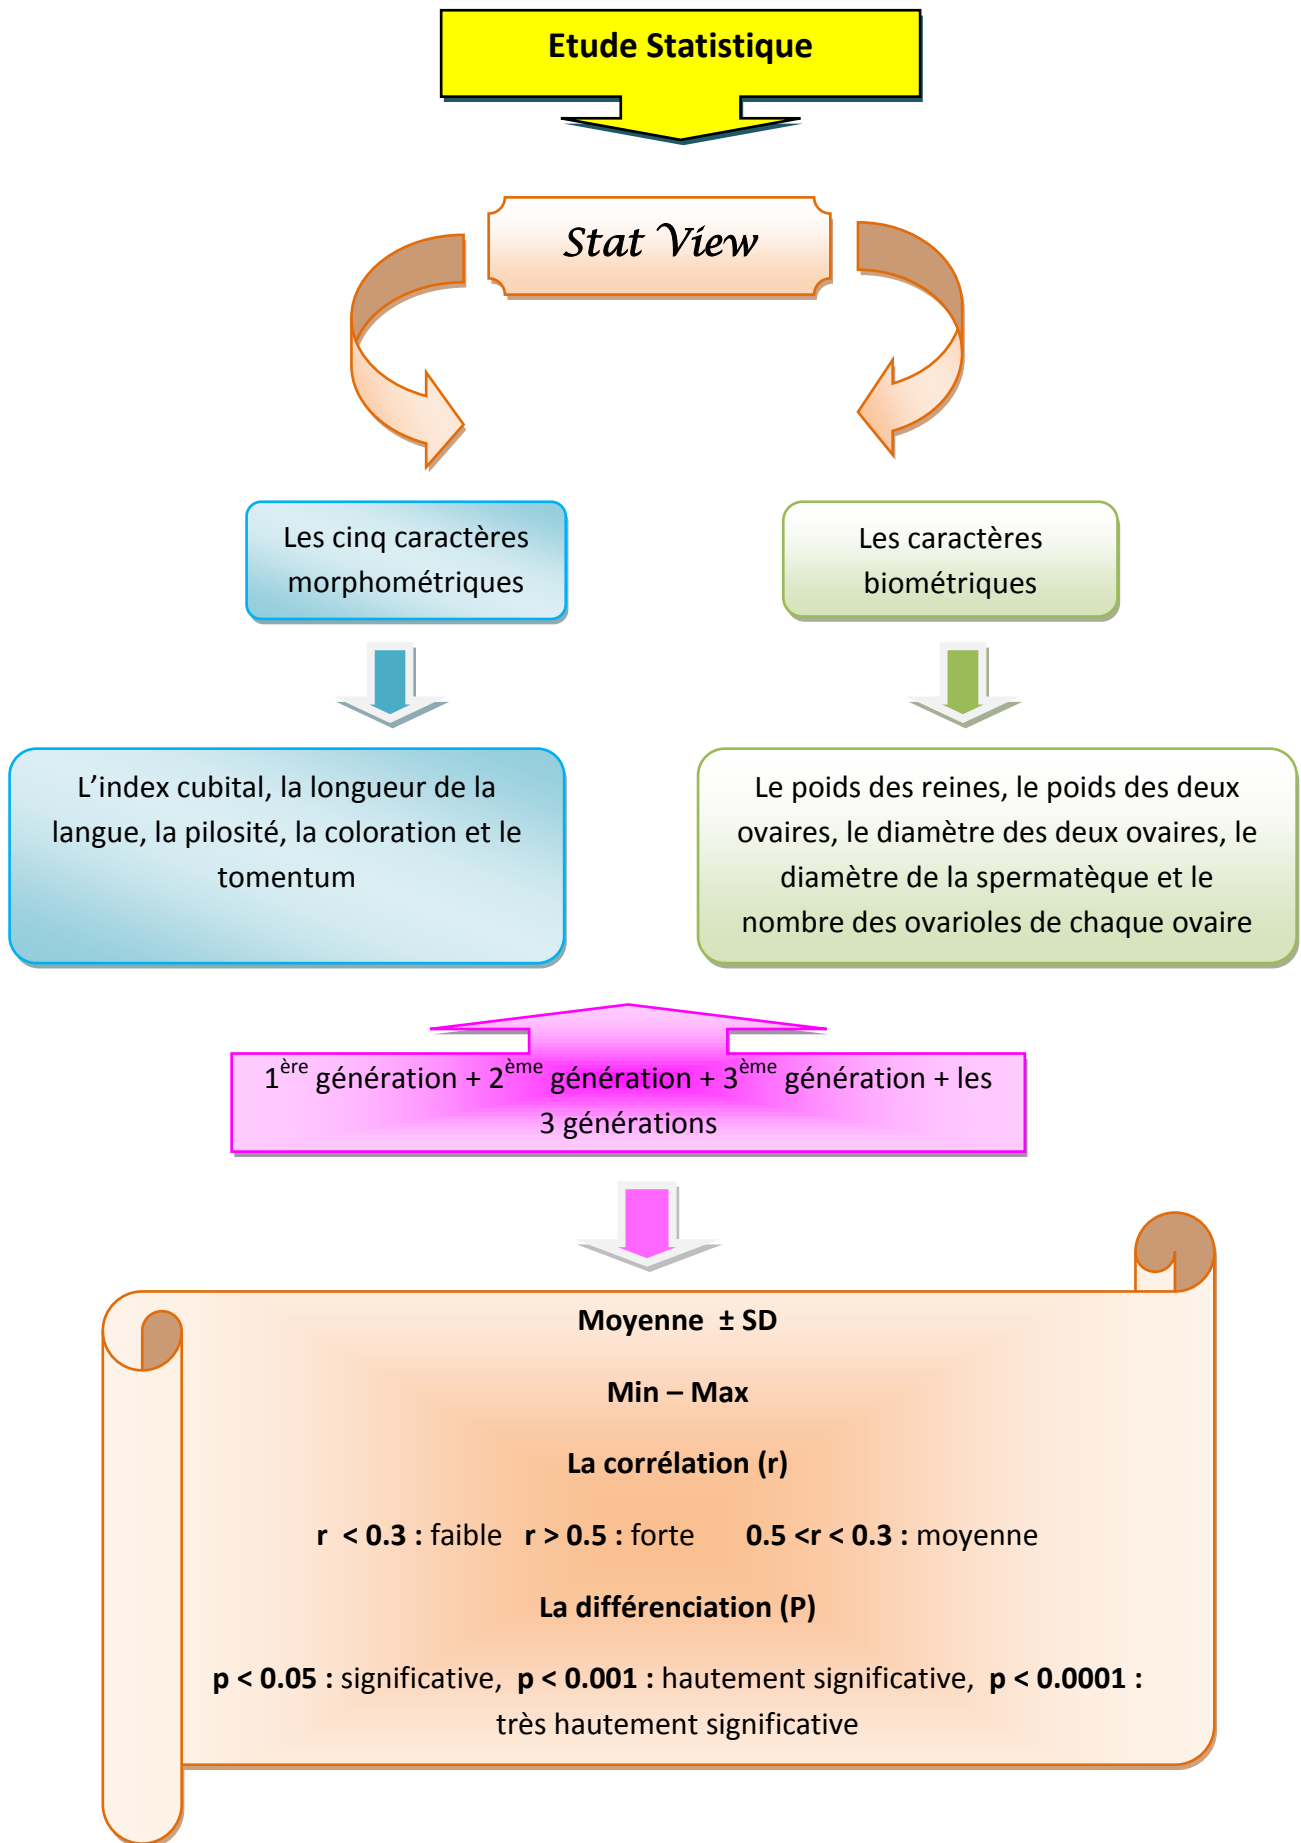 Etude Statistique
Stat View
Les cinq caractères
morphométriques
Les caractères
biométriques
L’index cubital, la longueur de la
langue, la pilosité, la coloration et le
tomentum
Le poids des reines, le poids des deux
ovaires, le diamètre des deux ovaires, le
diamètre de la spermatèque et le
nombre des ovarioles de chaque ovaire
1ère génération + 2ème génération + 3ème génération + les
3 générations
Moyenne ± SD
Min – Max
La corrélation (r)
r < 0.3 : faible r > 0.5 : forte 0.5 <r < 0.3 : moyenne
La différenciation (P)
p < 0.05 : significative, p < 0.001 : hautement significative, p < 0.0001 :
très hautement significative